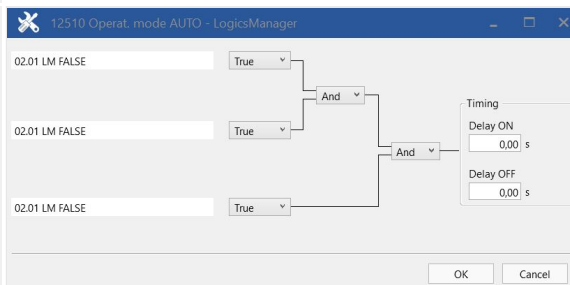 12510 Operat. mode AUTO - LogicsManager
02.01 LM FALSE
True
And
Timing
Delay ON
0,00 s
02.01 LM FALSE
True
And
Delay OFF
0,00 s
02.01 LM FALSE
True
OK
Cancel